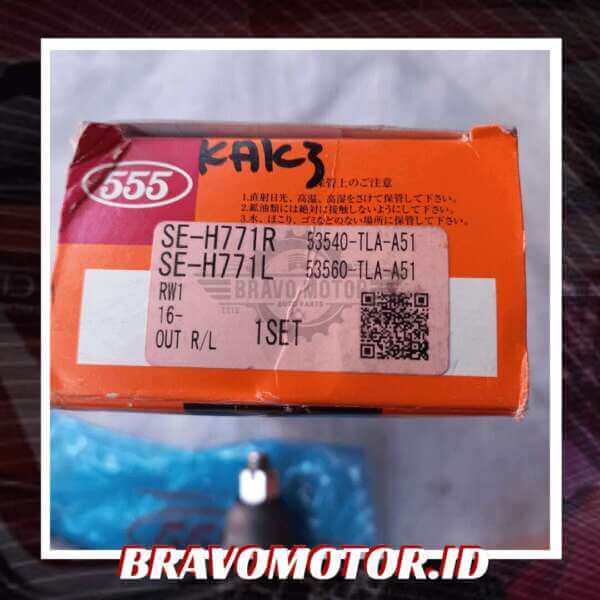 KAK3
555
保管上のご注意
1.直射日光、高温、高湿をさけて保管して下さい。
2.鉱油類には絶対に接触しないようにして下さい。
3.水、ほこり、ゴミなどのない場所に保管して下さい。
SE-H771R 53540-TLA-A51
SE-H771L 53560-TLA-A51
BRAVO MOTOR
AUTO PARTS
RW1
16-
OUT R/L 1SET
555
BRAVOMOTOR.ID